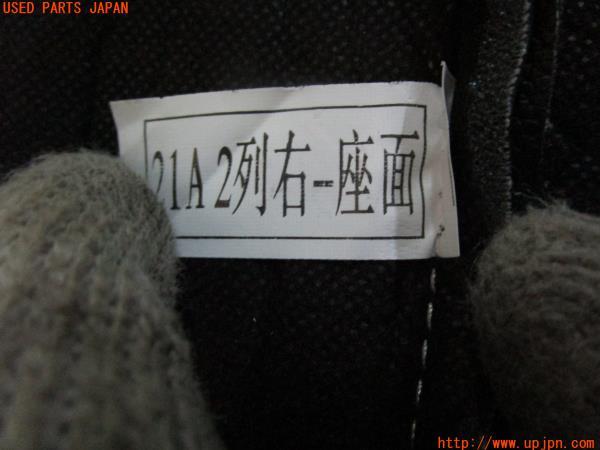 USED PARTS JAPAN
21A 2列右-座面
http://www.upjpn.com/